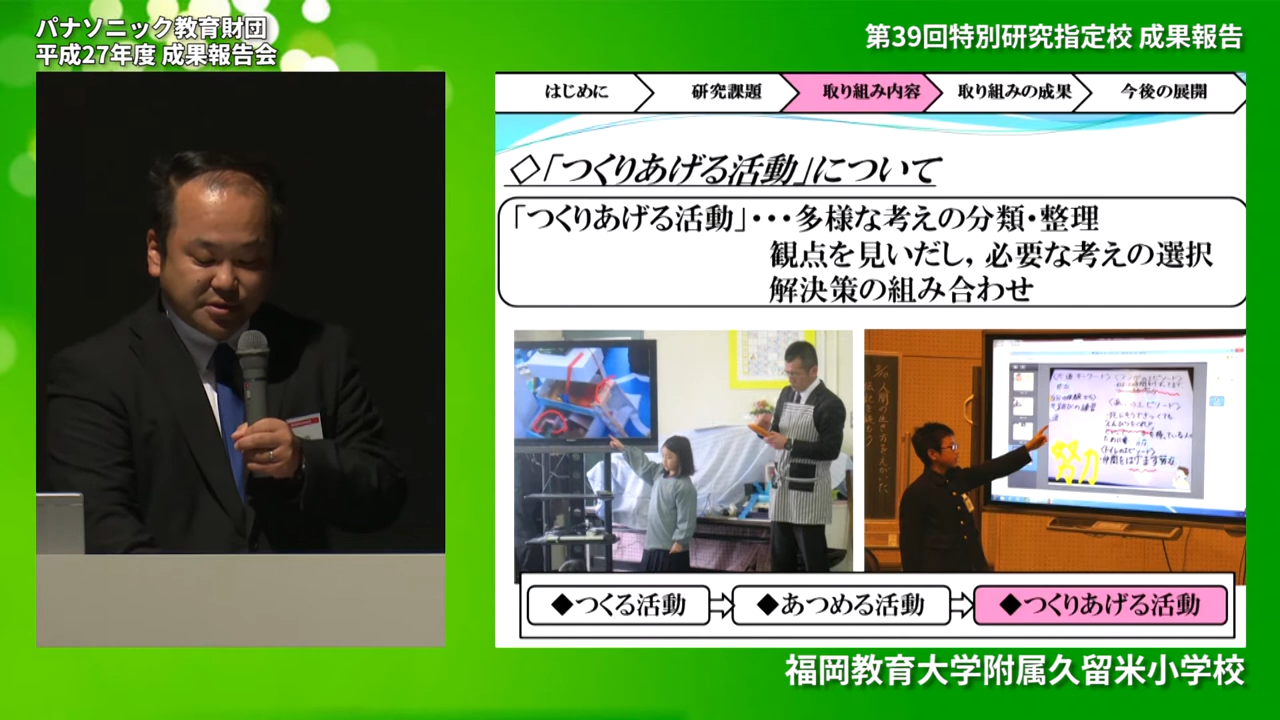 パナソニック教育財団
平成27年度 成果報告会
第39回特別研究指定校 成果報告
はじめに
研究課題
取り組み内容
取り組みの成果
今後の展開
◇「つくりあげる活動」について
「つくりあげる活動」・・・多様な考えの分類・整理
観点を見いだし，必要な考えの選択
解決策の組み合わせ
努力
◆つくる活動
◆あつめる活動
◆つくりあげる活動
福岡教育大学附属久留米小学校